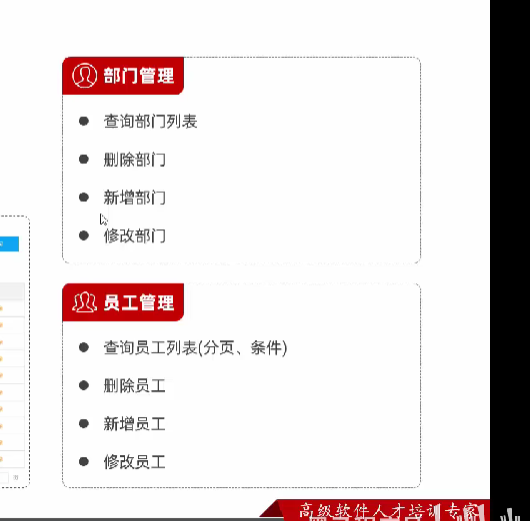 部门管理
查询部门列表
删除部门
新增部门
修改部门
员工管理
查询员工列表(分页、条件)
删除员工
新增员工
修改员工
高级软件人才培训专家